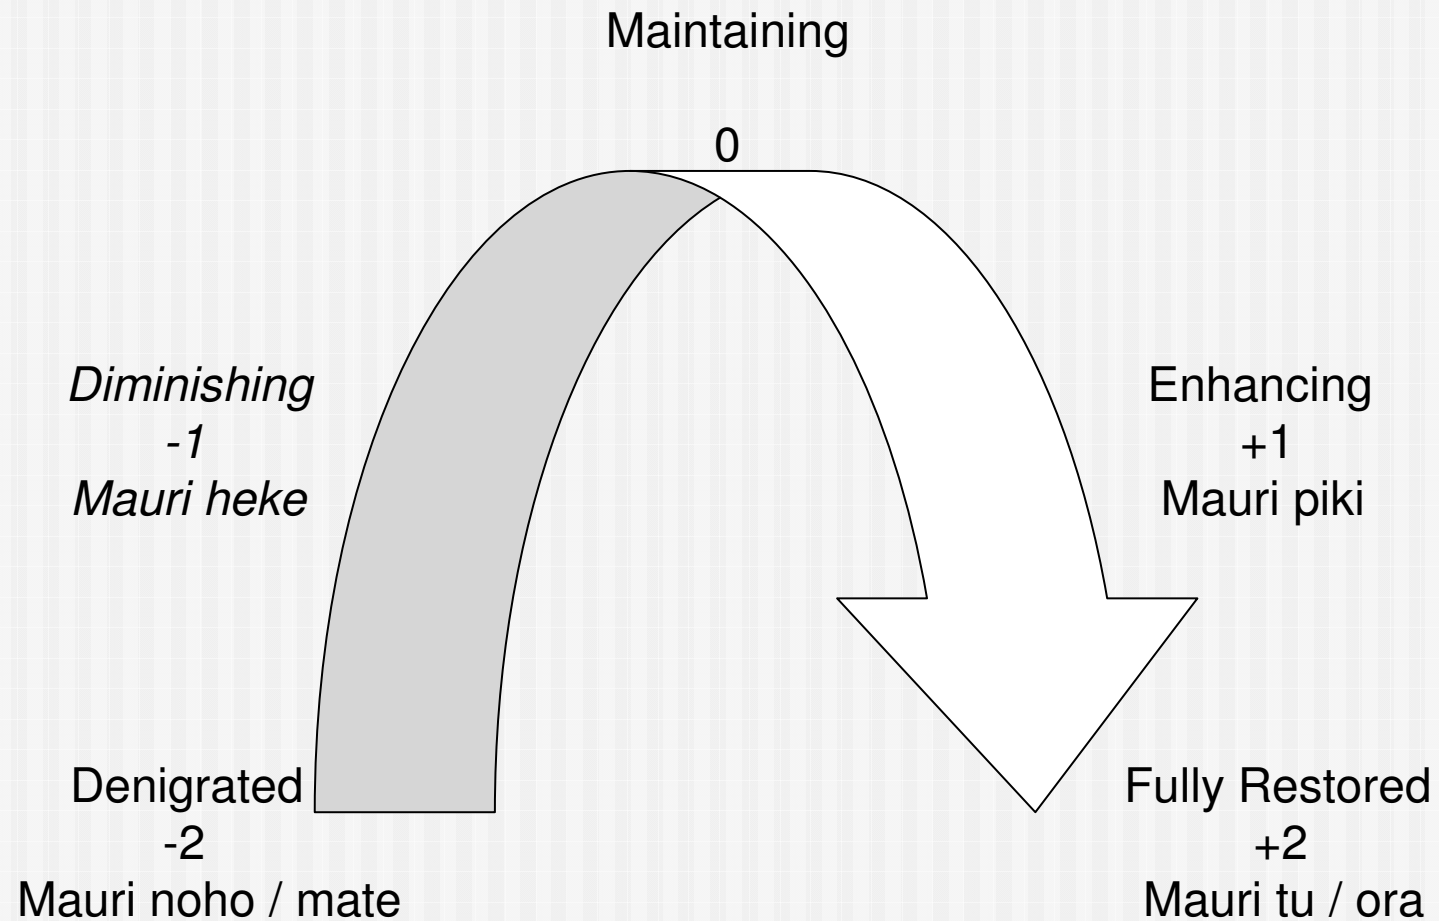 Maintaining
0
Diminishing
-1
Mauri heke
Enhancing
+1
Mauri piki
Denigrated
-2
Mauri noho / mate
Fully Restored
+2
Mauri tu / ora